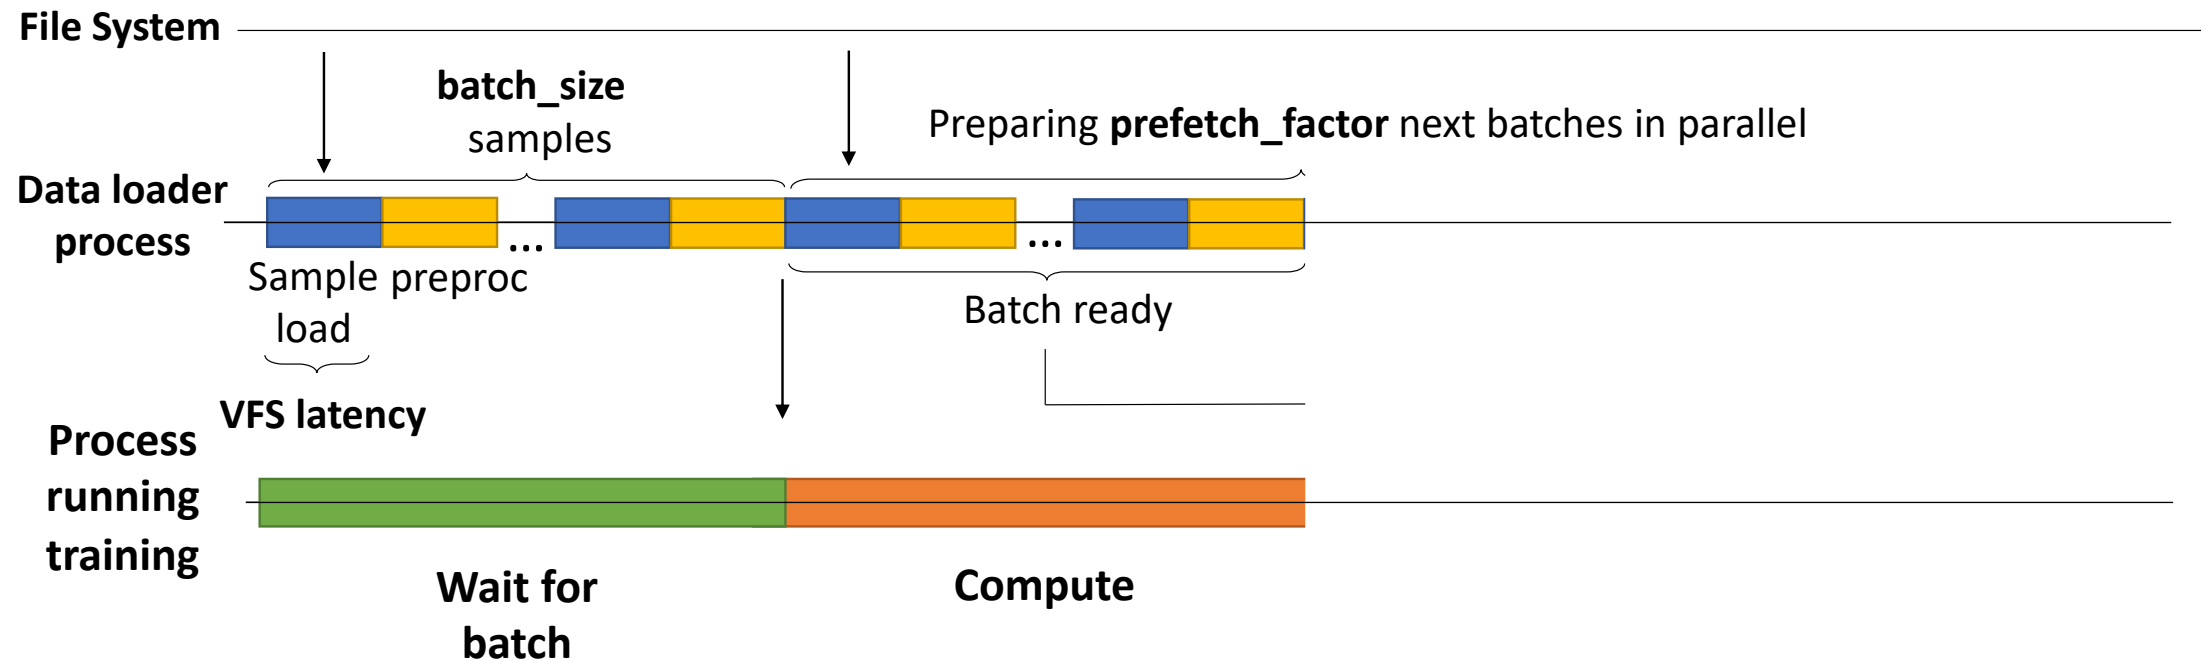 File System
batch_size
samples
Preparing prefetch_factor next batches in parallel
Data loader
process
...
...
Sample preproc
load
Batch ready
VFS latency
Process
running
training
Wait for
batch
Compute